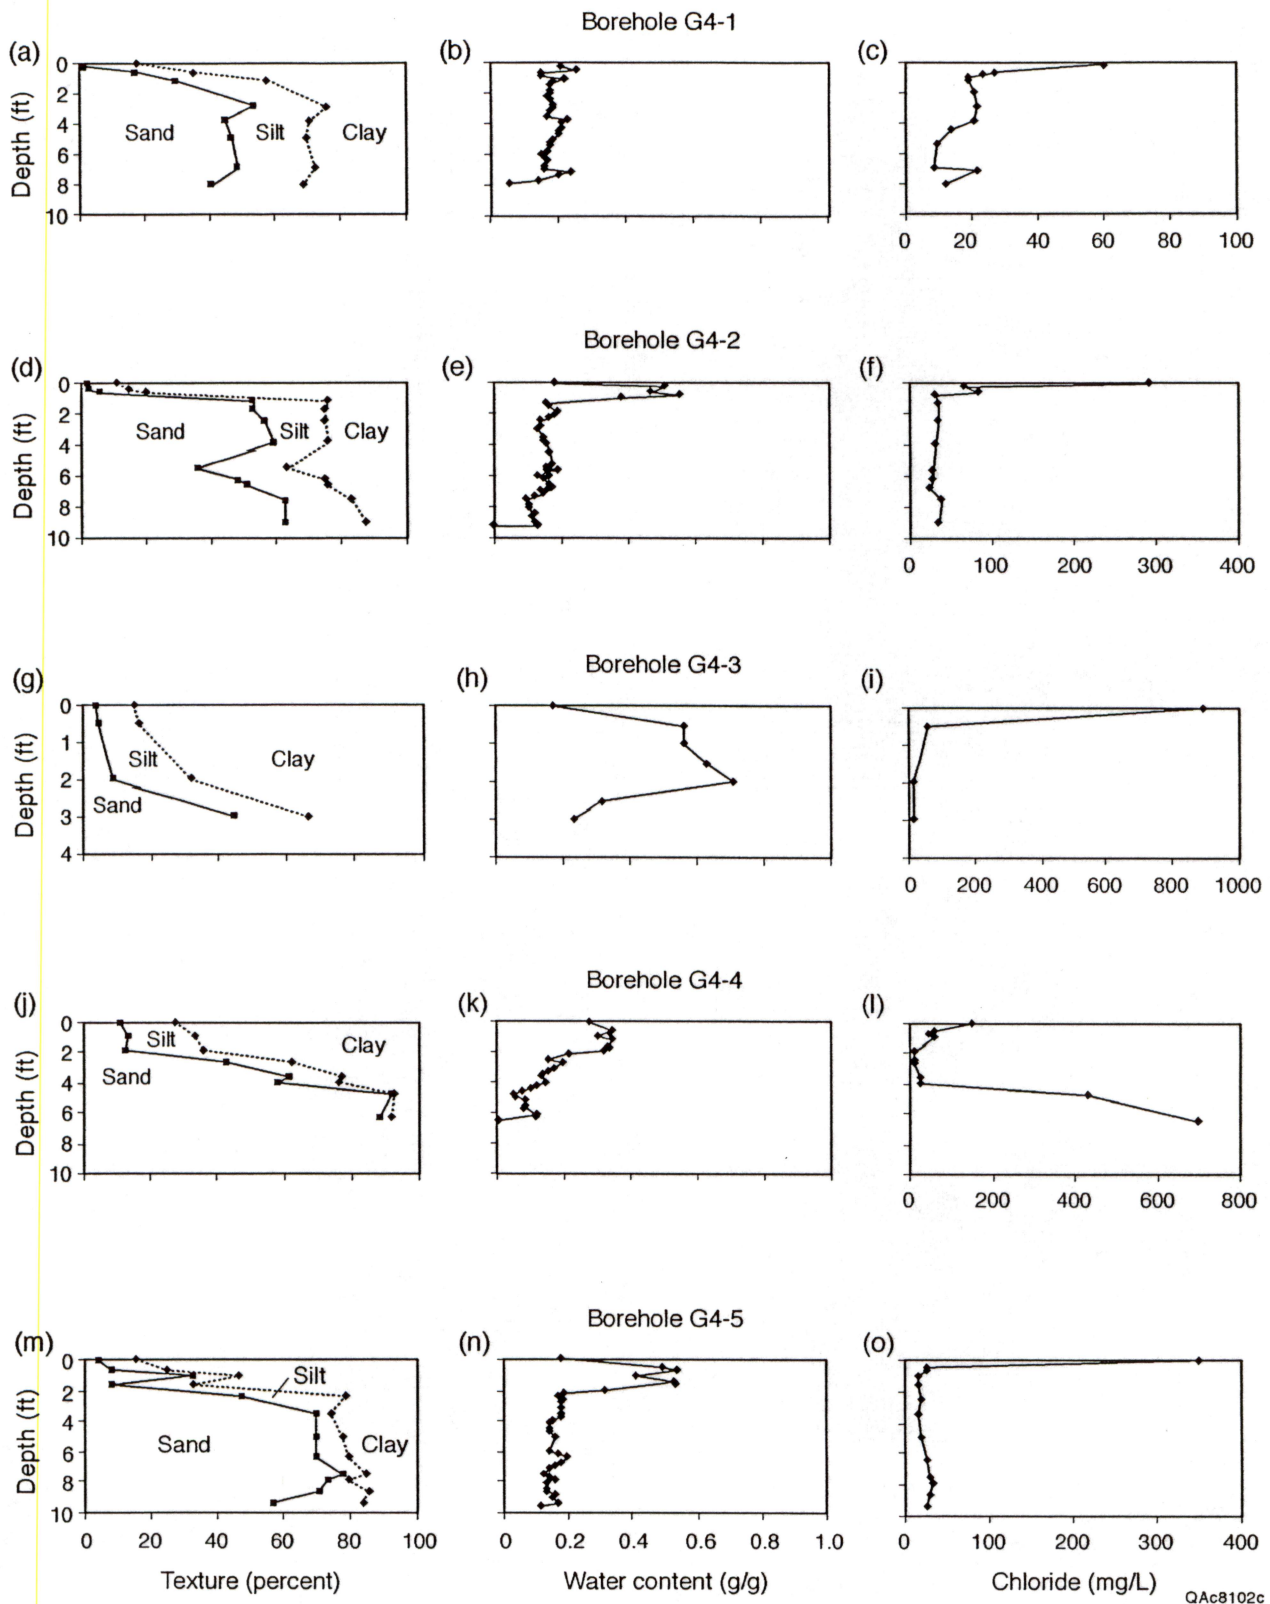 Borehole G4-1
(a)
(b)
(c)
Depth (ft)
0
2
4
6
8
10
Sand
Silt
Clay
0 20 40 60 80 100
Borehole G4-2
(d)
(e)
(f)
Depth (ft)
0
2
4
6
8
10
Sand
Silt
Clay
0 100 200 300 400
Borehole G4-3
(g)
(h)
(i)
Depth (ft)
0
1
2
3
4
Silt
Clay
Sand
0 200 400 600 800 1000
Borehole G4-4
(j)
(k)
(l)
Depth (ft)
0
2
4
6
8
10
Silt
Clay
Sand
0 200 400 600 800
Borehole G4-5
(m)
(n)
(o)
Depth (ft)
0
2
4
6
8
10
Silt
Sand
Clay
0 20 40 60 80 100
0 0.2 0.4 0.6 0.8 1.0
0 100 200 300 400
Texture (percent)
Water content (g/g)
Chloride (mg/L)
QAc8102c